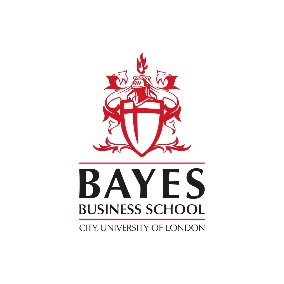 BAYES
BUSINESS SCHOOL
CITY, UNIVERSITY OF LONDON